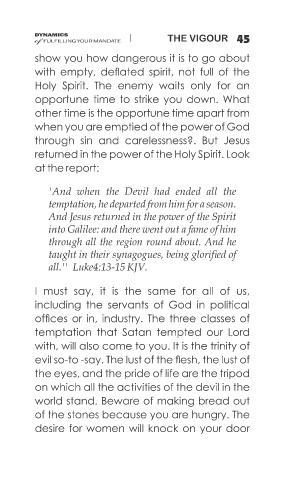 DYNAMICS
of FULFILLING YOUR MANDATE | THE VIGOUR 45
show you how dangerous it is to go about
with empty, deflated spirit, not full of the
Holy Spirit. The enemy waits only for an
opportune time to strike you down. What
other time is the opportune time apart from
when you are emptied of the power of God
through sin and carelessness?. But Jesus
returned in the power of the Holy Spirit. Look
at the report:
'And when the Devil had ended all the
temptation, he departed from him for a season.
And Jesus returned in the power of the Spirit
into Galilee: and there went out a fame of him
through all the region round about. And he
taught in their synagogues, being glorified of
all.'' Luke4:13-15 KJV.
I must say, it is the same for all of us,
including the servants of God in political
offices or in, industry. The three classes of
temptation that Satan tempted our Lord
with, will also come to you. It is the trinity of
evil so-to -say. The lust of the flesh, the lust of
the eyes, and the pride of life are the tripod
on which all the activities of the devil in the
world stand. Beware of making bread out
of the stones because you are hungry. The
desire for women will knock on your door